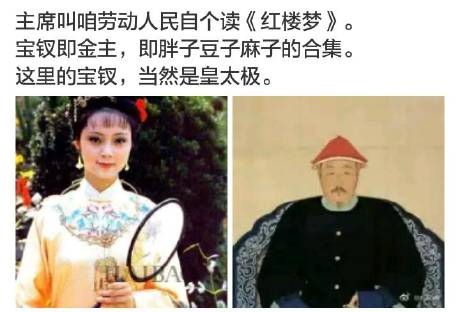 主席叫咱劳动人民自个读《红楼梦》。
宝钗即金主，即胖子豆子麻子的合集。
这里的宝钗，当然是皇太极。